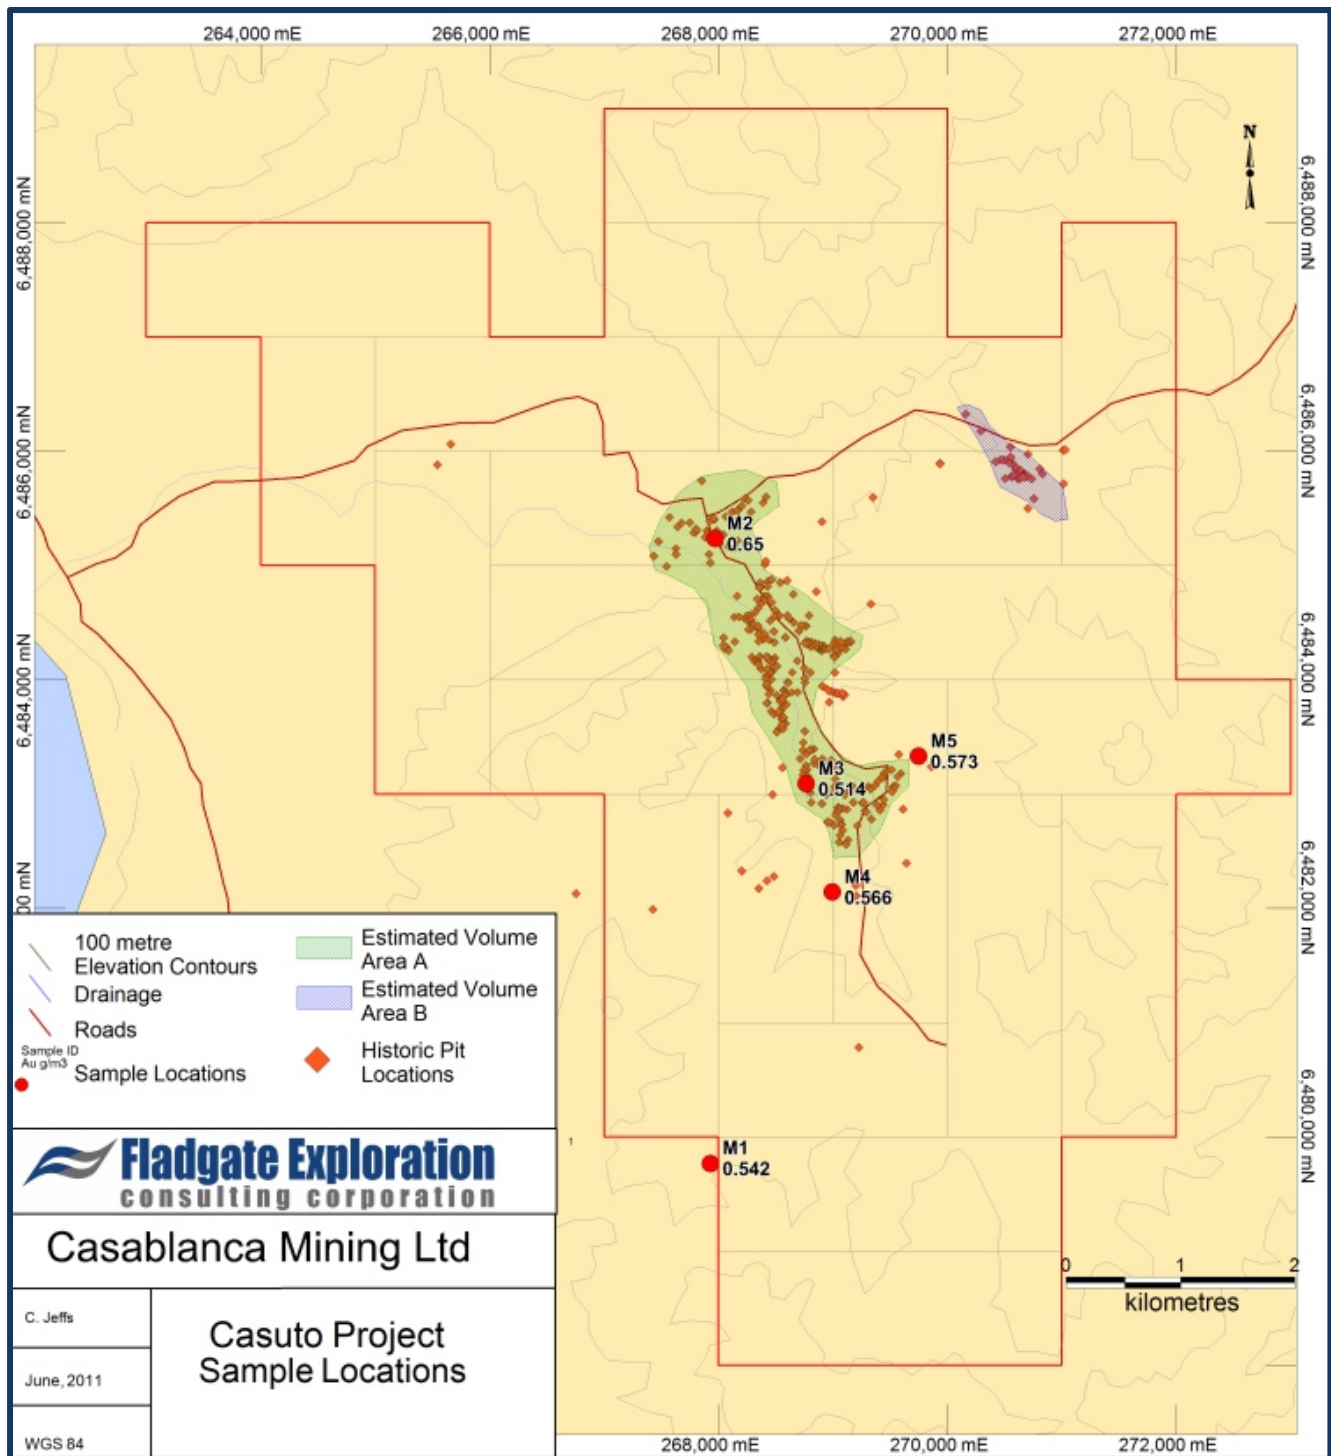 264,000 mE
266,000 mE
268,000 mE
270,000 mE
272,000 mE
N
6,488,000 mN
6,488,000 mN
6,486,000 mN
6,486,000 mN
M2
0.65
6,484,000 mN
6,484,000 mN
M5
0.573
M3
0.514
M4
0.566
00 mN
6,482,000 mN
6,480,000 mN
1
M1
0.542
0 1 2
kilometres
100 metre
Elevation Contours
Drainage
Roads
Sample ID
Au g/m3
Sample Locations
Estimated Volume
Area A
Estimated Volume
Area B
Historic Pit
Locations
Fladgate Exploration
consulting corporation
Casablanca Mining Ltd
C. Jeffs
June, 2011
WGS 84
Casuto Project
Sample Locations
268,000 mE
270,000 mE
272,000 mE